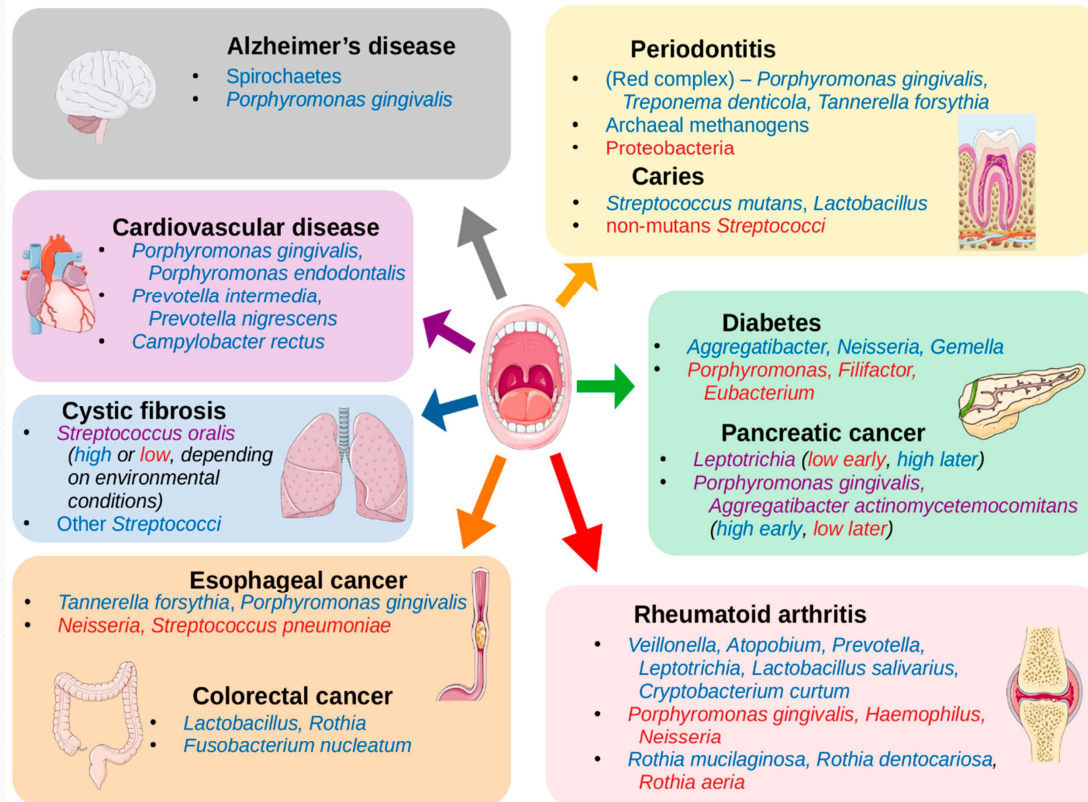 Alzheimer's disease
• Spirochaetes
• Porphyromonas gingivalis
Periodontitis
• (Red complex) – Porphyromonas gingivalis,
Treponema denticola, Tannerella forsythia
• Archaeal methanogens
• Proteobacteria
Caries
• Streptococcus mutans, Lactobacillus
• non-mutans Streptococci
Cardiovascular disease
• Porphyromonas gingivalis,
Porphyromonas endodontalis
• Prevotella intermedia,
Prevotella nigrescens
• Campylobacter rectus
Diabetes
• Aggregatibacter, Neisseria, Gemella
• Porphyromonas, Filifactor,
Eubacterium
Pancreatic cancer
• Leptotrichia (low early, high later)
• Porphyromonas gingivalis,
Aggregatibacter actinomycetemcomitans
(high early, low later)
Cystic fibrosis
• Streptococcus oralis
(high or low, depending
on environmental
conditions)
• Other Streptococci
Esophageal cancer
• Tannerella forsythia, Porphyromonas gingivalis
• Neisseria, Streptococcus pneumoniae
Colorectal cancer
• Lactobacillus, Rothia
• Fusobacterium nucleatum
Rheumatoid arthritis
• Veillonella, Atopobium, Prevotella,
Leptotrichia, Lactobacillus salivarius,
Cryptobacterium curtum
• Porphyromonas gingivalis, Haemophilus,
Neisseria
• Rothia mucilaginosa, Rothia dentocariosa,
Rothia aeria